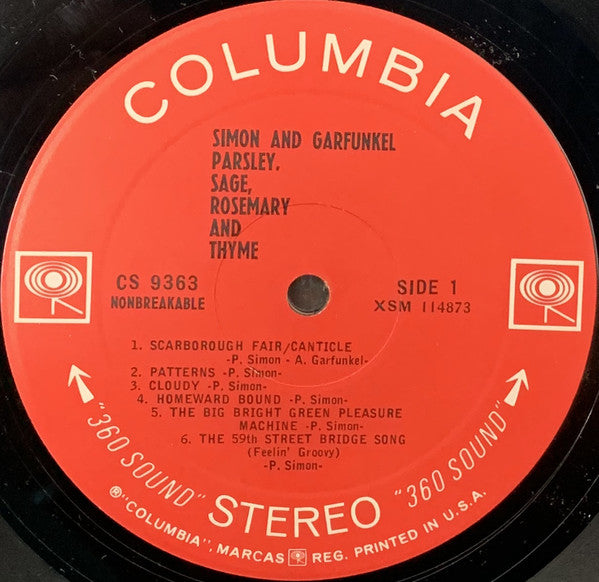 COLUMBIA
SIMON AND GARFUNKEL
PARSLEY,
SAGE,
ROSEMARY
AND
THYME
CS 9363
NONBREAKABLE
SIDE 1
XSM 114873
1. SCARBOROUGH FAIR/CANTICLE
-P. Simon - A. Garfunkel-
2. PATTERNS -P. Simon-
3. CLOUDY -P. Simon-
4. HOMEWARD BOUND -P. Simon-
5. THE BIG BRIGHT GREEN PLEASURE
MACHINE -P. Simon-
6. THE 59th STREET BRIDGE SONG
(Feelin' Groovy)
-P. Simon-
"360 SOUND" STEREO "360 SOUND"
®"COLUMBIA", MARCAS REG. PRINTED IN U.S.A.